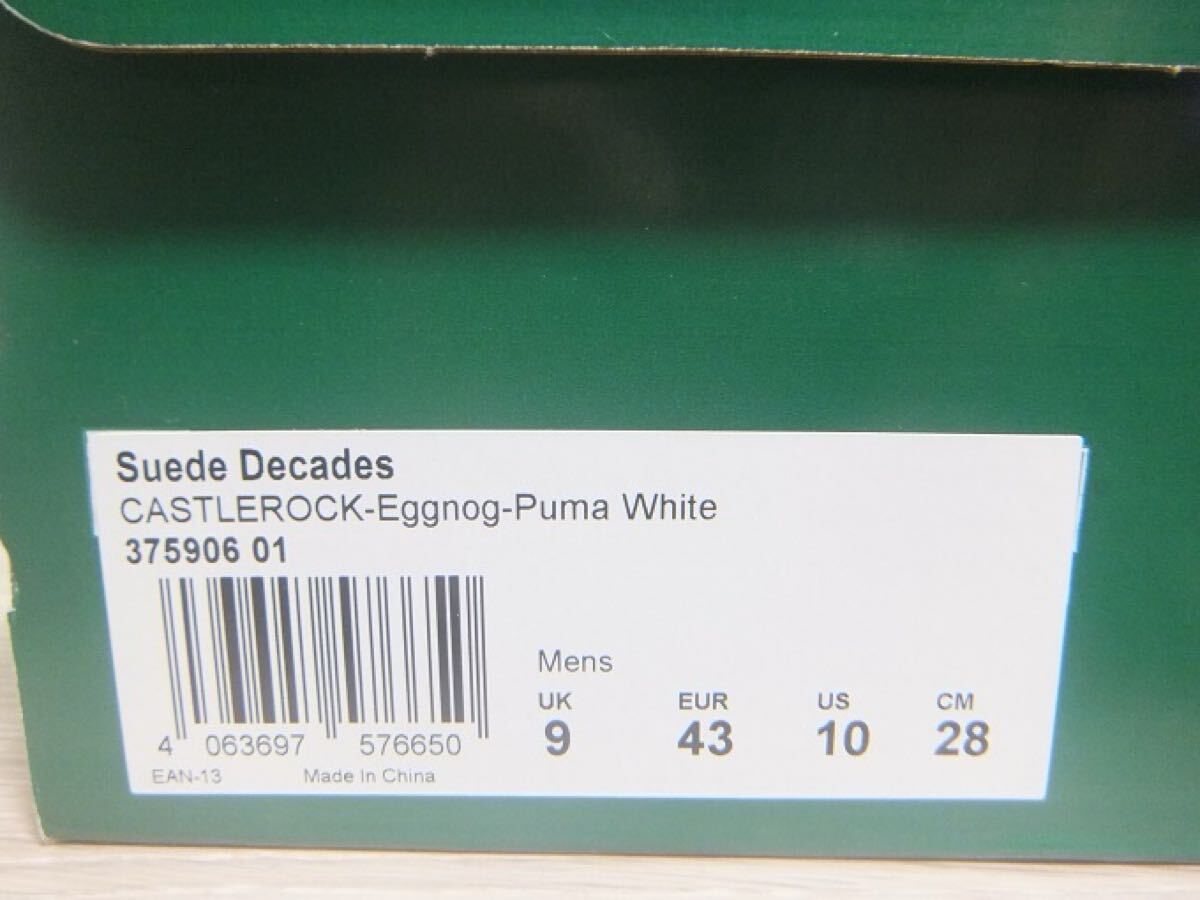 Suede Decades
CASTLEROCK-Eggnog-Puma White
375906 01
Mens
UK EUR US CM
9 43 10 28
4 063697 576650
EAN-13 Made In China